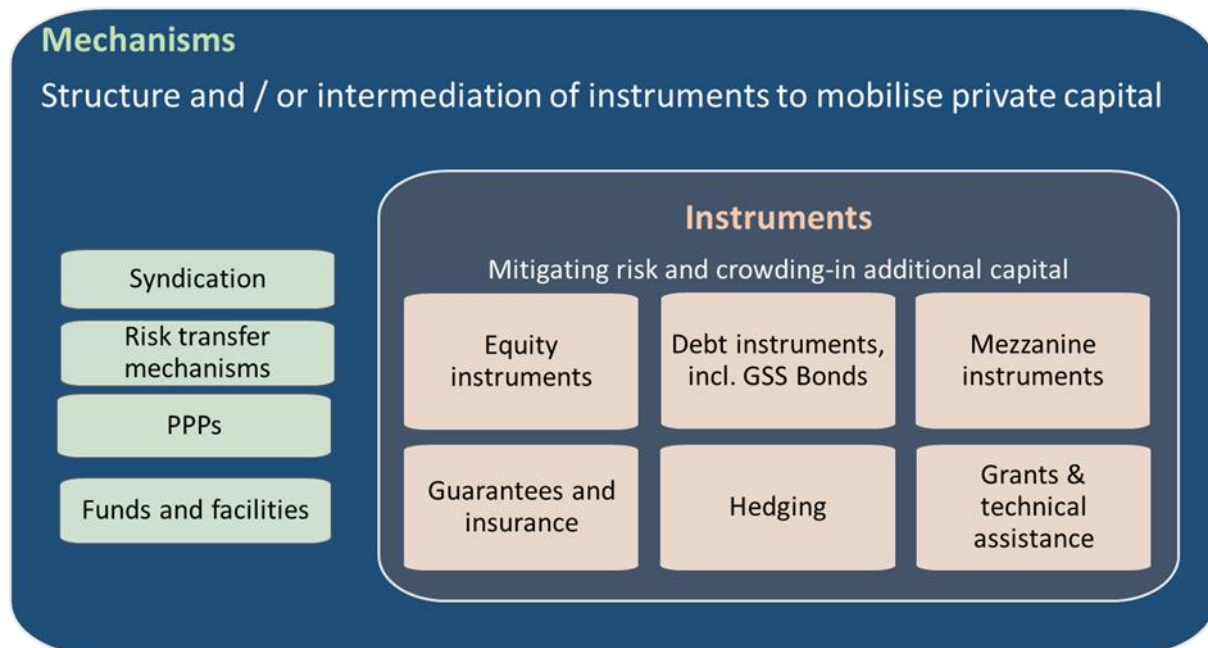 Mechanisms
Structure and / or intermediation of instruments to mobilise private capital
Syndication
Risk transfer
mechanisms
PPPs
Funds and facilities
Instruments
Mitigating risk and crowding-in additional capital
Equity
instruments
Debt instruments,
incl. GSS Bonds
Mezzanine
instruments
Guarantees and
insurance
Hedging
Grants &
technical
assistance